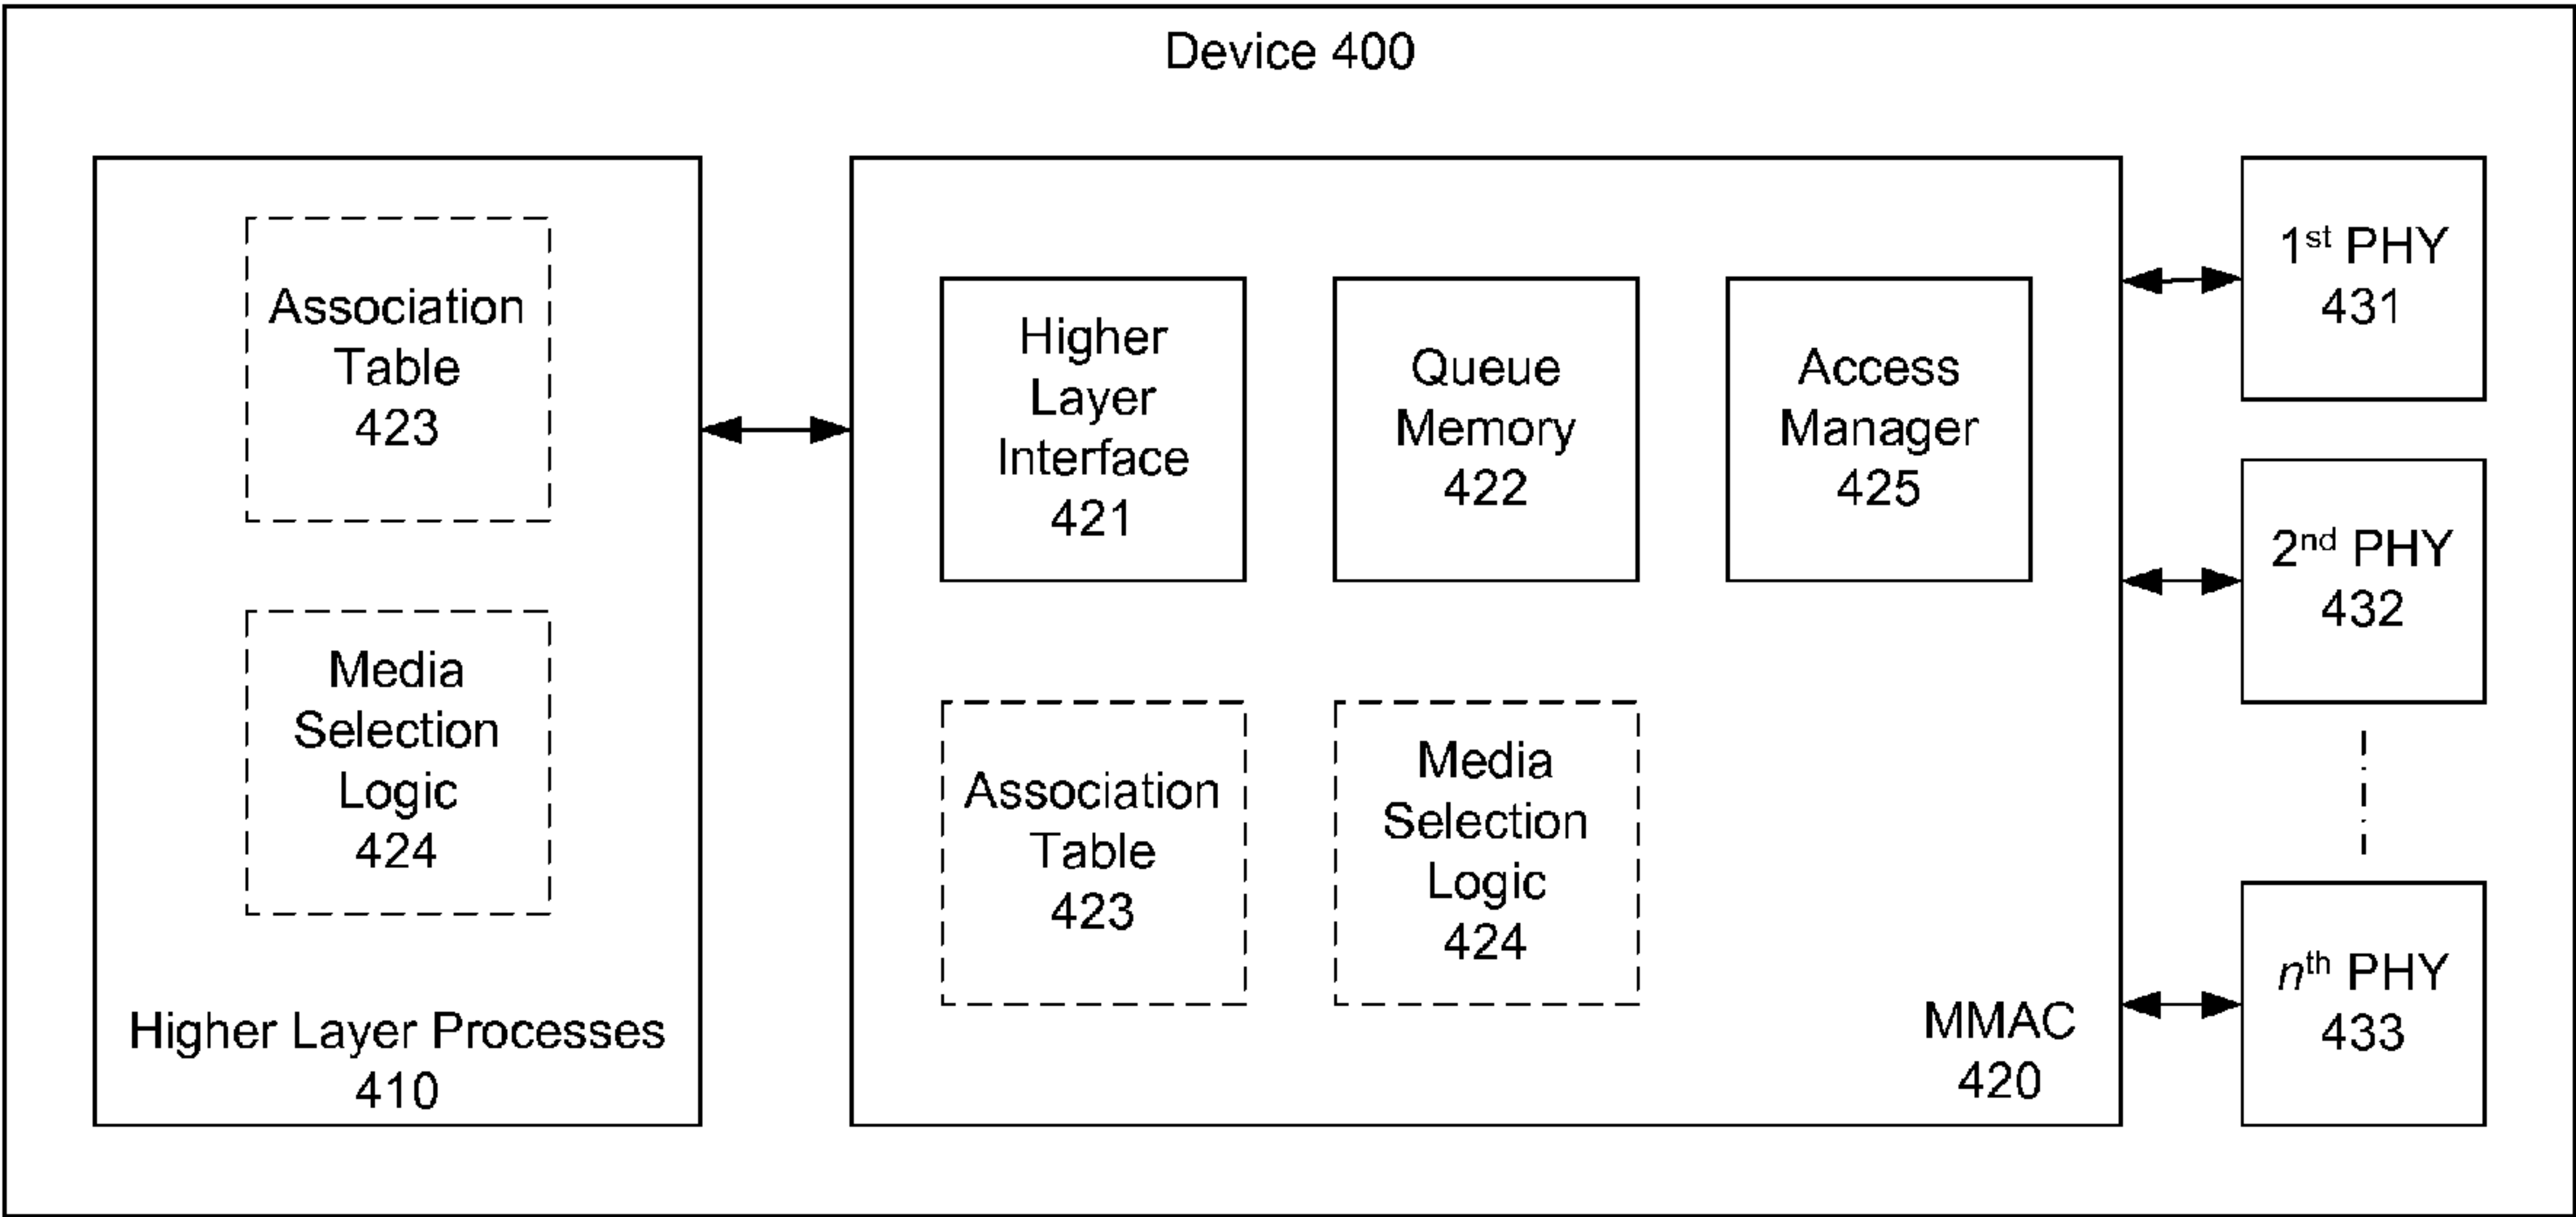 Device 400
Association
Table
423
Media
Selection
Logic
424
Higher Layer Processes
410
Higher
Layer
Interface
421
Queue
Memory
422
Access
Manager
425
Association
Table
423
Media
Selection
Logic
424
MMAC
420
1st PHY
431
2nd PHY
432
nth PHY
433